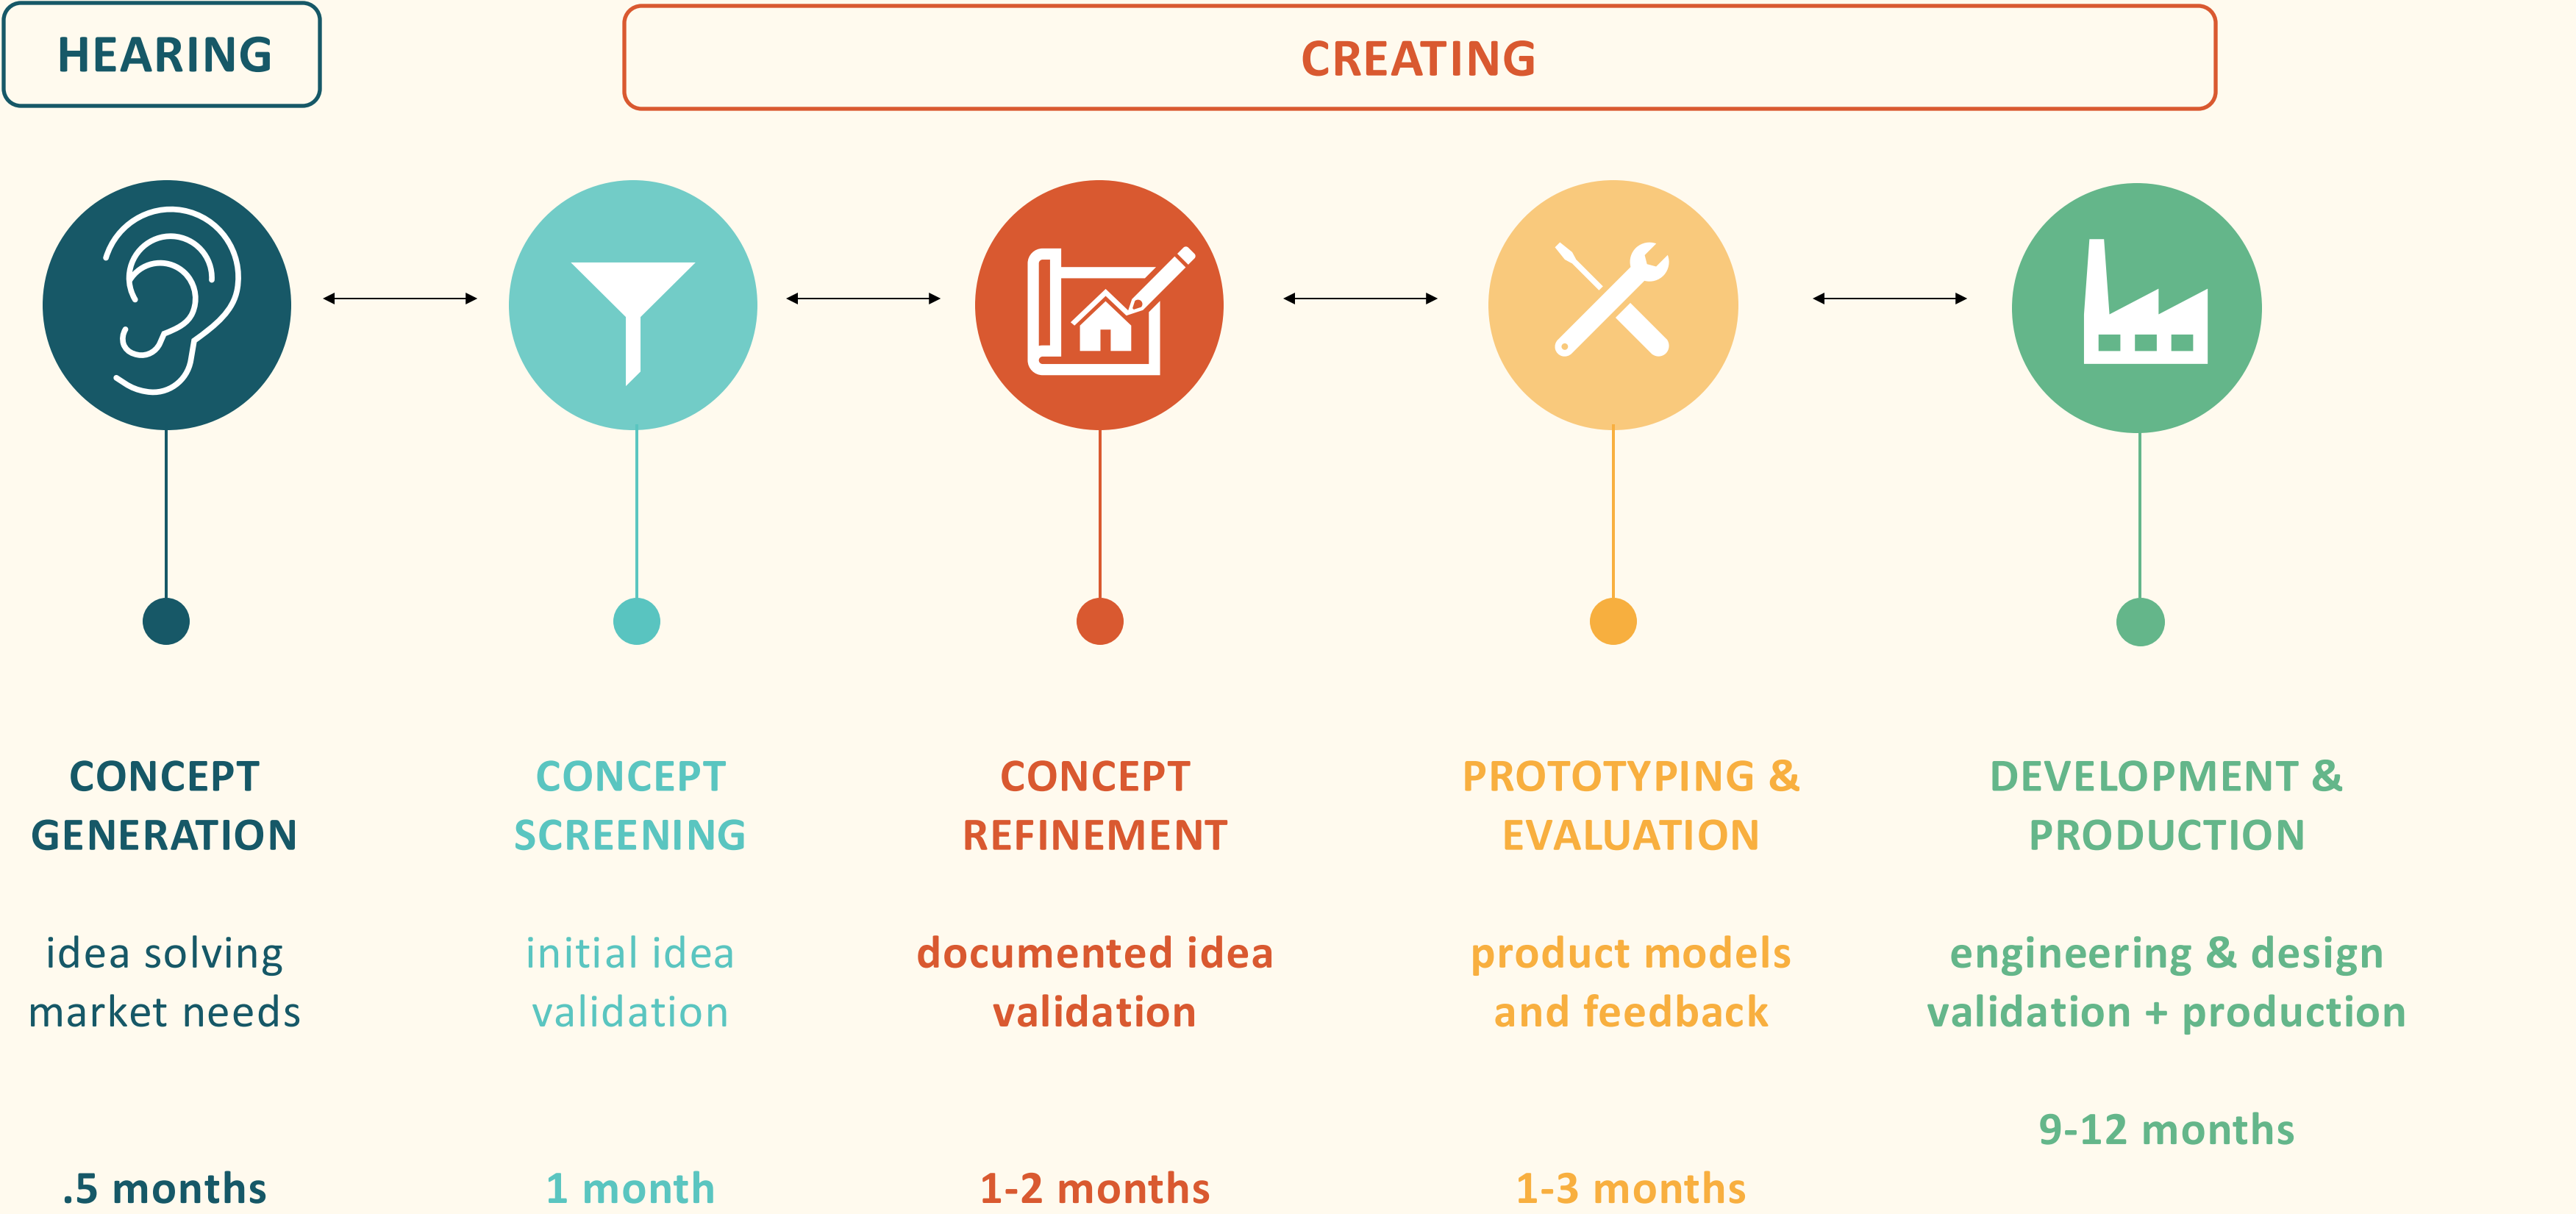 HEARING
CREATING
CONCEPT
GENERATION
idea solving
market needs
.5 months
CONCEPT
SCREENING
initial idea
validation
1 month
CONCEPT
REFINEMENT
documented idea
validation
1-2 months
PROTOTYPING &
EVALUATION
product models
and feedback
1-3 months
DEVELOPMENT &
PRODUCTION
engineering & design
validation + production
9-12 months